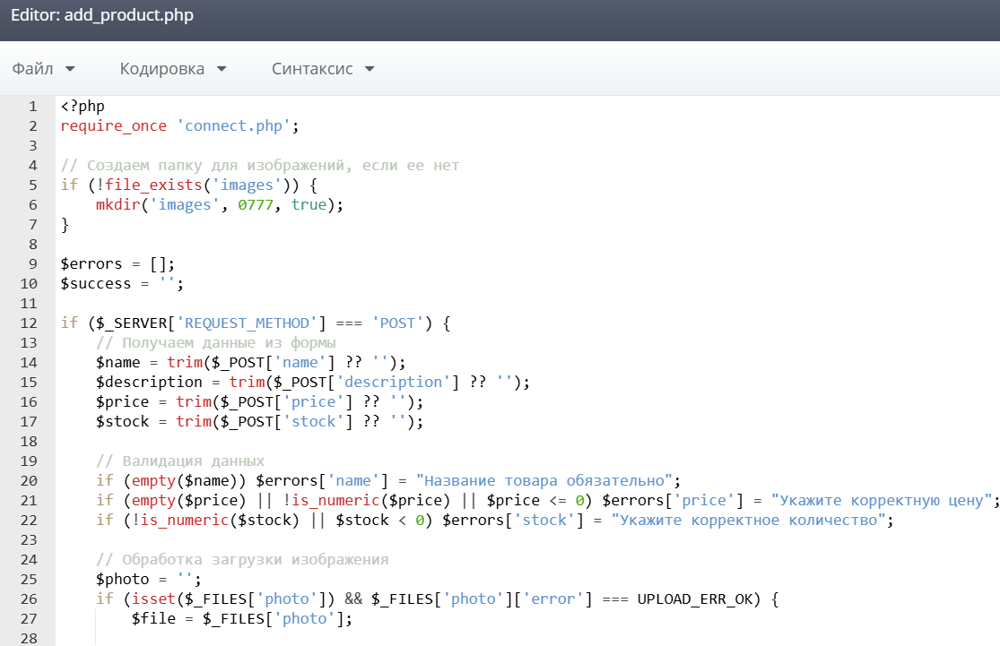 Editor: add_product.php
Файл Кодировка Синтаксис
1 <?php
2 require_once 'connect.php';
3
4 // Создаем папку для изображений, если ее нет
5 if (!file_exists('images')) {
6     mkdir('images', 0777, true);
7 }
8
9 $errors = [];
10 $success = '';
11
12 if ($_SERVER['REQUEST_METHOD'] === 'POST') {
13     // Получаем данные из формы
14     $name = trim($_POST['name'] ?? '');
15     $description = trim($_POST['description'] ?? '');
16     $price = trim($_POST['price'] ?? '');
17     $stock = trim($_POST['stock'] ?? '');
18
19     // Валидация данных
20     if (empty($name)) $errors['name'] = "Название товара обязательно";
21     if (empty($price) || !is_numeric($price) || $price <= 0) $errors['price'] = "Укажите корректную цену";
22     if (!is_numeric($stock) || $stock < 0) $errors['stock'] = "Укажите корректное количество";
23
24     // Обработка загрузки изображения
25     $photo = '';
26     if (isset($_FILES['photo']) && $_FILES['photo']['error'] === UPLOAD_ERR_OK) {
27         $file = $_FILES['photo'];
28